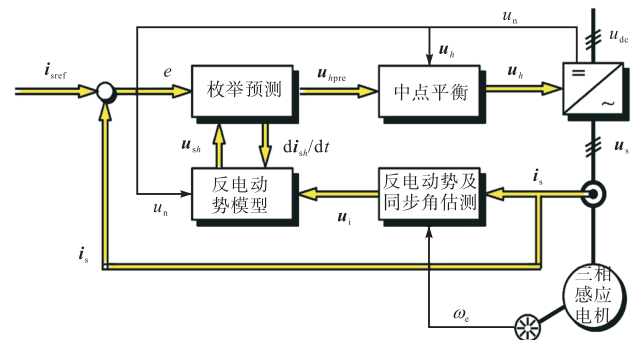 uₙ
u_dc
i_sref
e
枚举预测
u_hpre
u_h
中点平衡
u_h
=
~
u_sh
di_sh/dt
u_s
反电动
势模型
uₙ
u_i
反电动势及
同步角估测
i_s
i_s
ω_e
三相
感应
电机